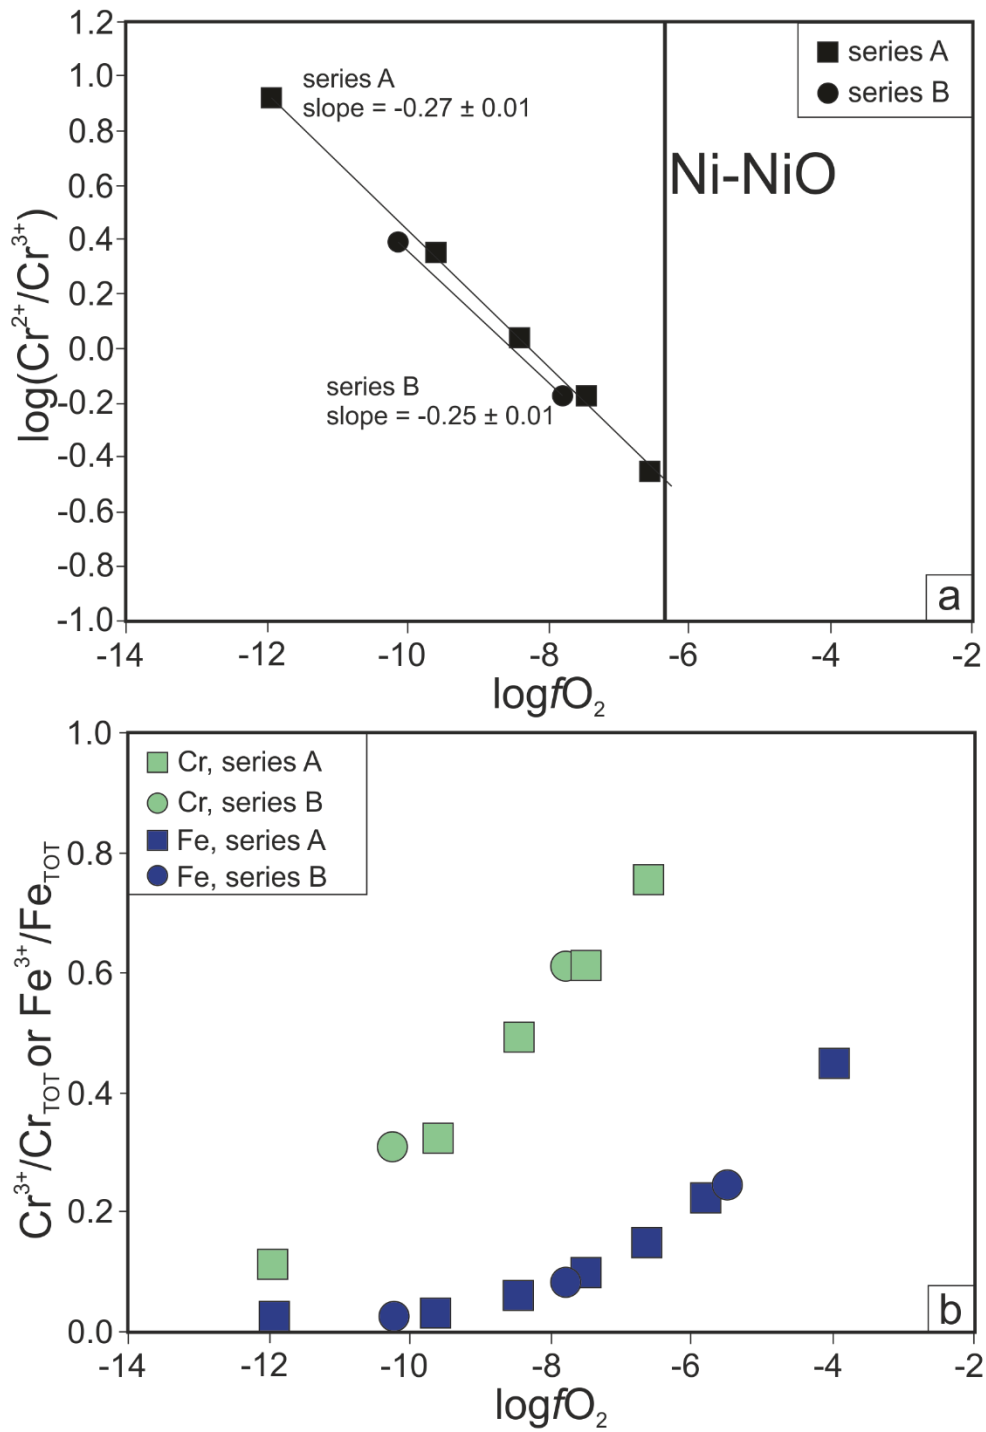 1.2
1.0
0.8
0.6
0.4
0.2
0.0
-0.2
-0.4
-0.6
-0.8
-1.0
log(Cr²⁺/Cr³⁺)
series A
slope = -0.27 ± 0.01
series B
slope = -0.25 ± 0.01
series A
series B
Ni-NiO
a
-14 -12 -10 -8 -6 -4 -2
logfO₂
1.0
0.8
0.6
0.4
0.2
0.0
Cr³⁺/Cr_TOT or Fe³⁺/Fe_TOT
Cr, series A
Cr, series B
Fe, series A
Fe, series B
b
-14 -12 -10 -8 -6 -4 -2
logfO₂